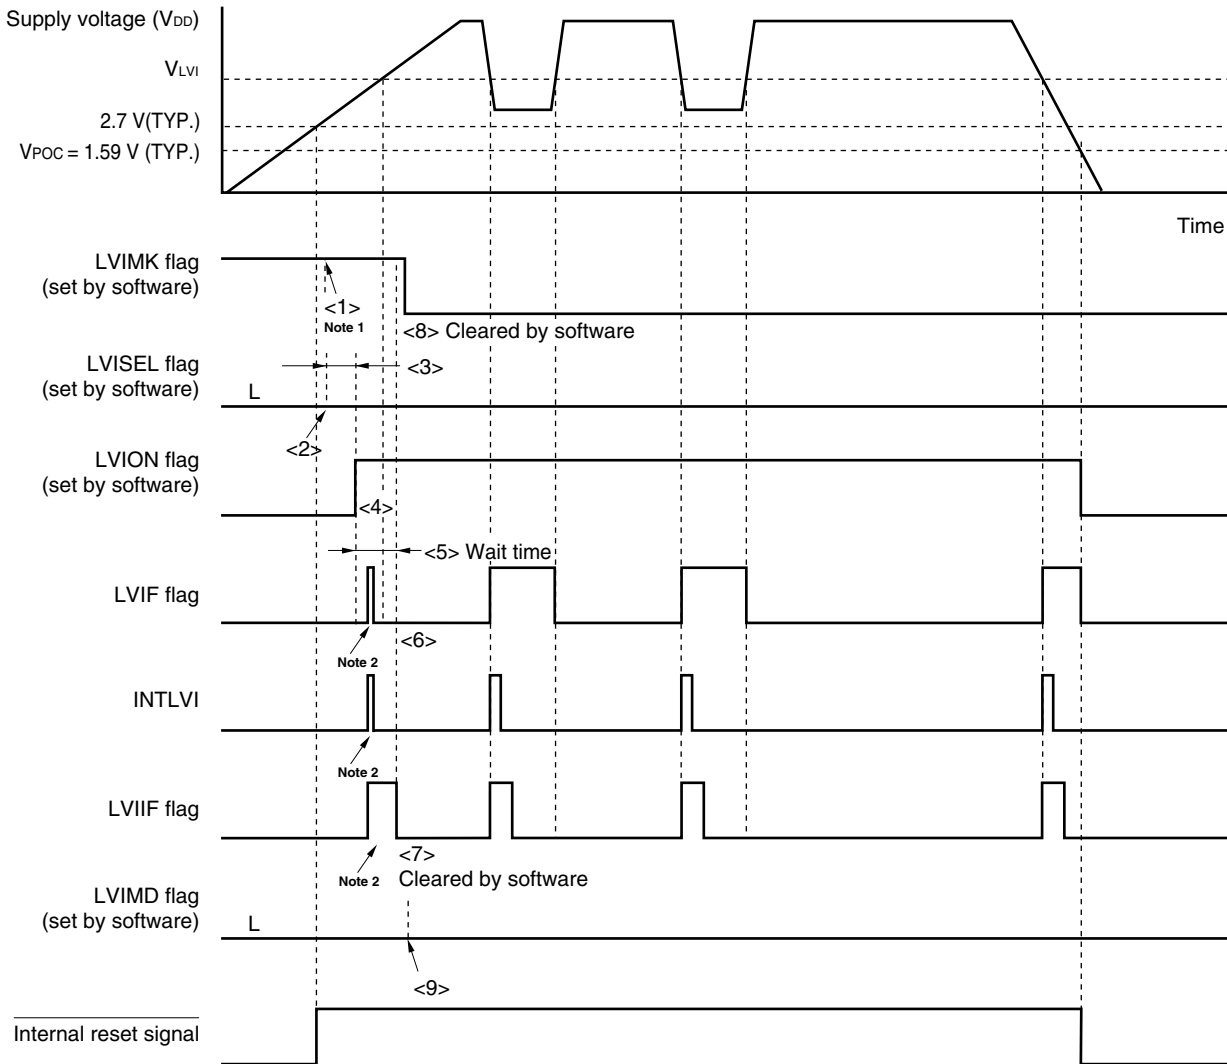 Supply voltage (VDD)
VLVI
2.7 V(TYP.)
VPOC = 1.59 V (TYP.)
Time
LVIMK flag
(set by software)
<1>
Note 1
<8> Cleared by software
LVISEL flag
(set by software)
L
<3>
<2>
LVION flag
(set by software)
<4>
<5> Wait time
LVIF flag
<6>
Note 2
INTLVI
Note 2
LVIIF flag
Note 2
<7>
Cleared by software
LVIMD flag
(set by software)
L
<9>
Internal reset signal